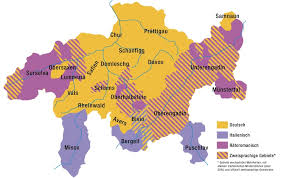 Samnaun
Prättigau
Chur
Schanfigg
Obersaxen
Surselva
Lumnezia
Safien
Domleschg
Davos
Unterengadin
Vals
Schams
Oberhalbstein
Münstertal
Rheinwald
Avers
Bivio
Oberengadin
Misox
Bergell
Puschlav
Deutsch
Italienisch
Rätoromanisch
Zweisprachige Gebiete*